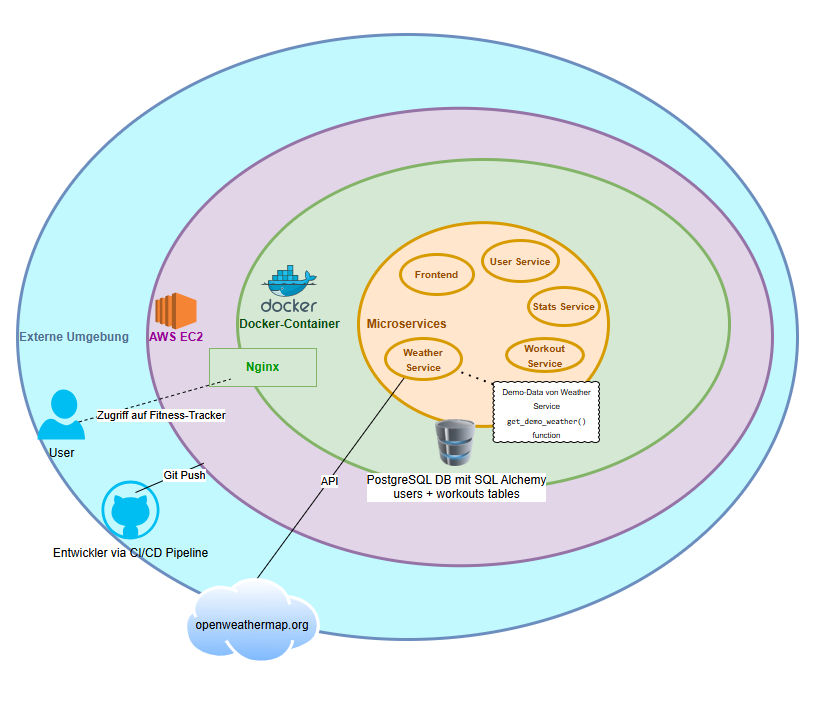 Frontend
User Service
Stats Service
docker
Docker-Container
Microservices
Externe Umgebung
AWS EC2
Weather
Service
Workout
Service
Nginx
Demo-Data von Weather
Service
get_demo_weather()
function
Zugriff auf Fitness-Tracker
User
Git Push
API
PostgreSQL DB mit SQL Alchemy
users + workouts tables
Entwickler via CI/CD Pipeline
openweathermap.org